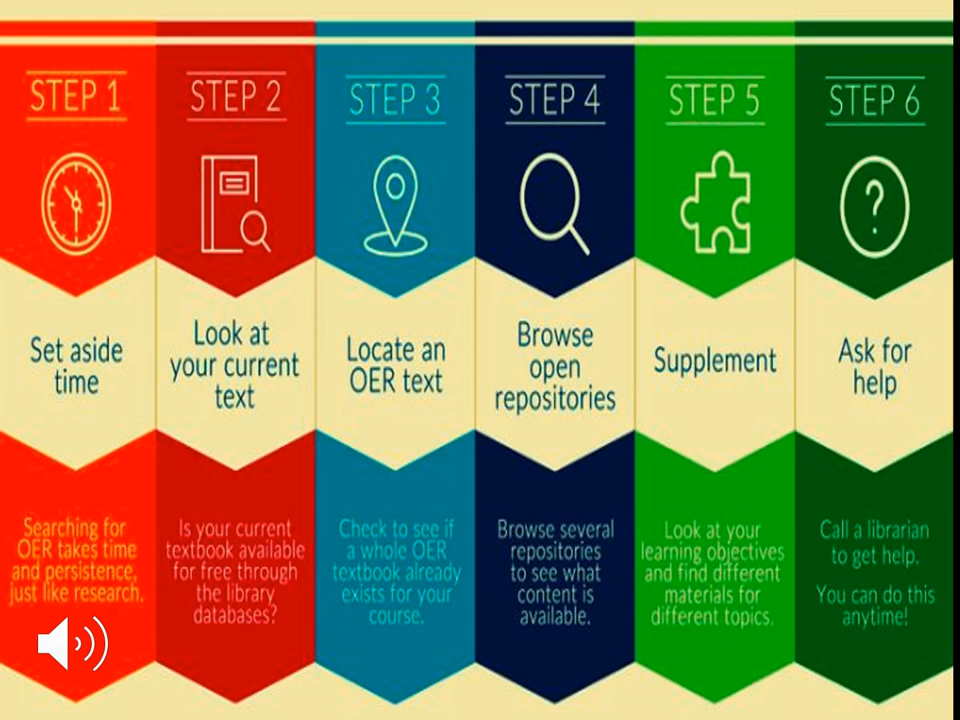 STEP 1
Set aside
time
Searching for
OER takes time
and persistence,
just like research.
STEP 2
Look at
your current
text
Is your current
textbook available
for free through
the library
databases?
STEP 3
Locate an
OER text
Check to see if
a whole OER
textbook already
exists for your
course.
STEP 4
Browse
open
repositories
Browse several
repositories
to see what
content is
available.
STEP 5
Supplement
Look at your
learning objectives
and find different
materials for
different topics.
STEP 6
Ask for
help
Call a librarian
to get help.
You can do this
anytime!